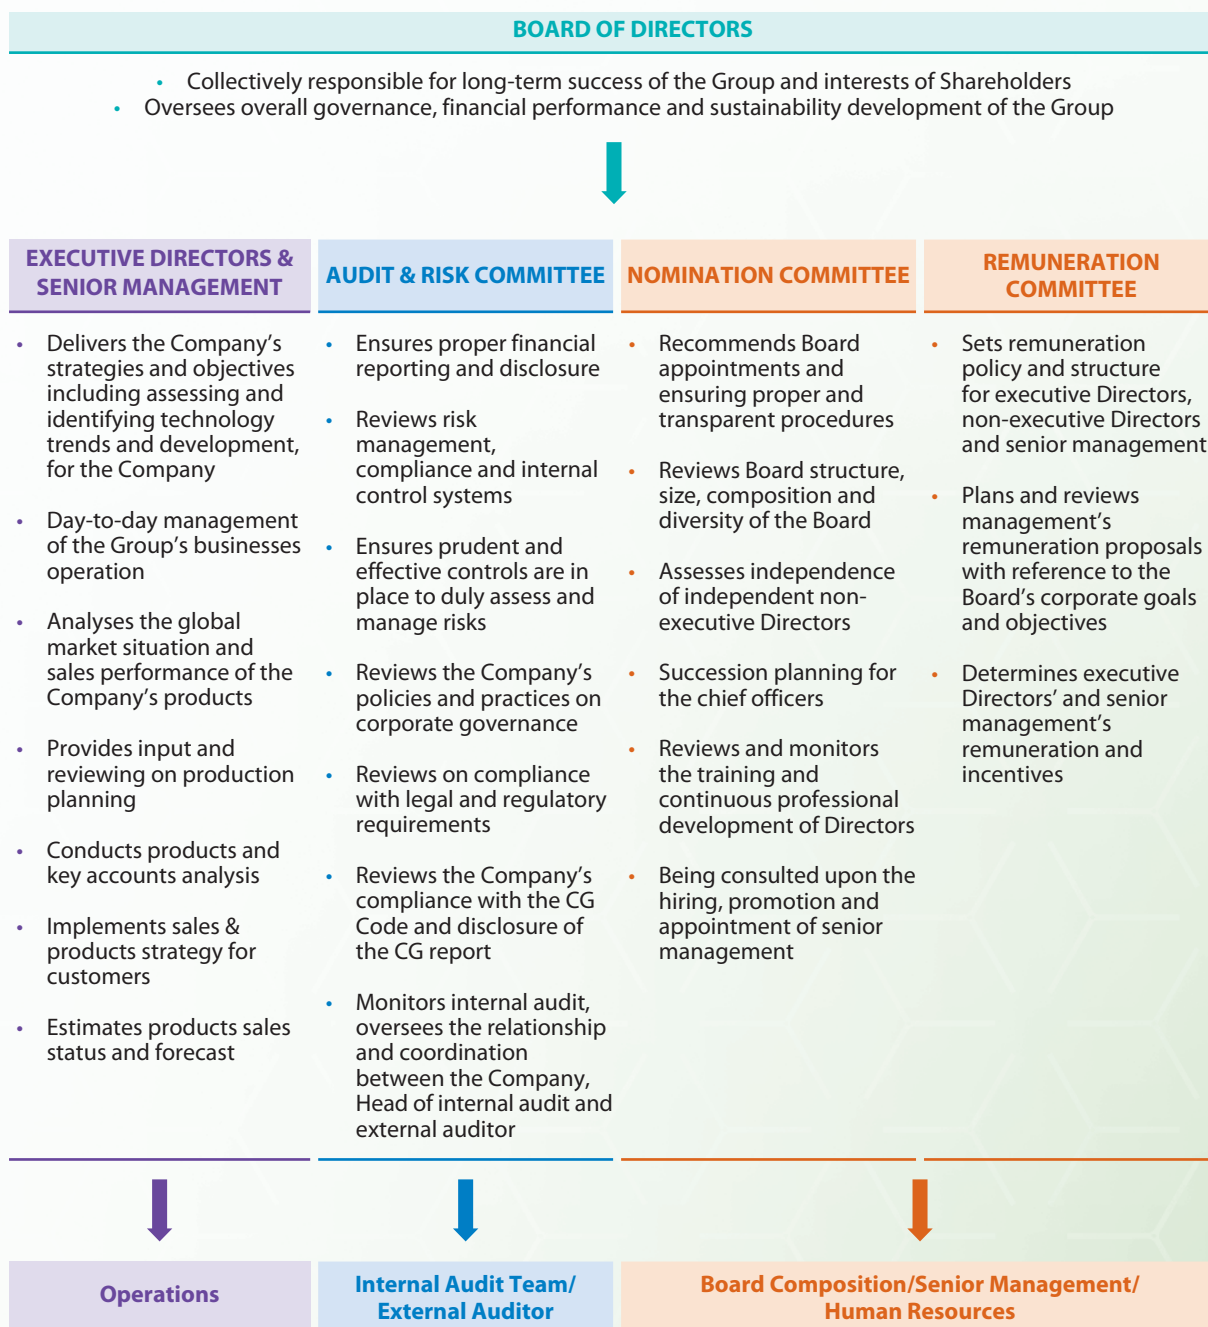 BOARD OF DIRECTORS
• Collectively responsible for long-term success of the Group and interests of Shareholders
• Oversees overall governance, financial performance and sustainability development of the Group
EXECUTIVE DIRECTORS &
SENIOR MANAGEMENT
• Delivers the Company’s
strategies and objectives
including assessing and
identifying technology
trends and development,
for the Company
• Day-to-day management
of the Group’s businesses
operation
• Analyses the global
market situation and
sales performance of the
Company’s products
• Provides input and
reviewing on production
planning
• Conducts products and
key accounts analysis
• Implements sales &
products strategy for
customers
• Estimates products sales
status and forecast
Operations
AUDIT & RISK COMMITTEE
• Ensures proper financial
reporting and disclosure
• Reviews risk
management,
compliance and internal
control systems
• Ensures prudent and
effective controls are in
place to duly assess and
manage risks
• Reviews the Company’s
policies and practices on
corporate governance
• Reviews on compliance
with legal and regulatory
requirements
• Reviews the Company’s
compliance with the CG
Code and disclosure of
the CG report
• Monitors internal audit,
oversees the relationship
and coordination
between the Company,
Head of internal audit and
external auditor
Internal Audit Team/
External Auditor
NOMINATION COMMITTEE
• Recommends Board
appointments and
ensuring proper and
transparent procedures
• Reviews Board structure,
size, composition and
diversity of the Board
• Assesses independence
of independent non-
executive Directors
• Succession planning for
the chief officers
• Reviews and monitors
the training and
continuous professional
development of Directors
• Being consulted upon the
hiring, promotion and
appointment of senior
management
REMUNERATION
COMMITTEE
• Sets remuneration
policy and structure
for executive Directors,
non-executive Directors
and senior management
• Plans and reviews
management’s
remuneration proposals
with reference to the
Board’s corporate goals
and objectives
• Determines executive
Directors’ and senior
management’s
remuneration and
incentives
Board Composition/Senior Management/
Human Resources